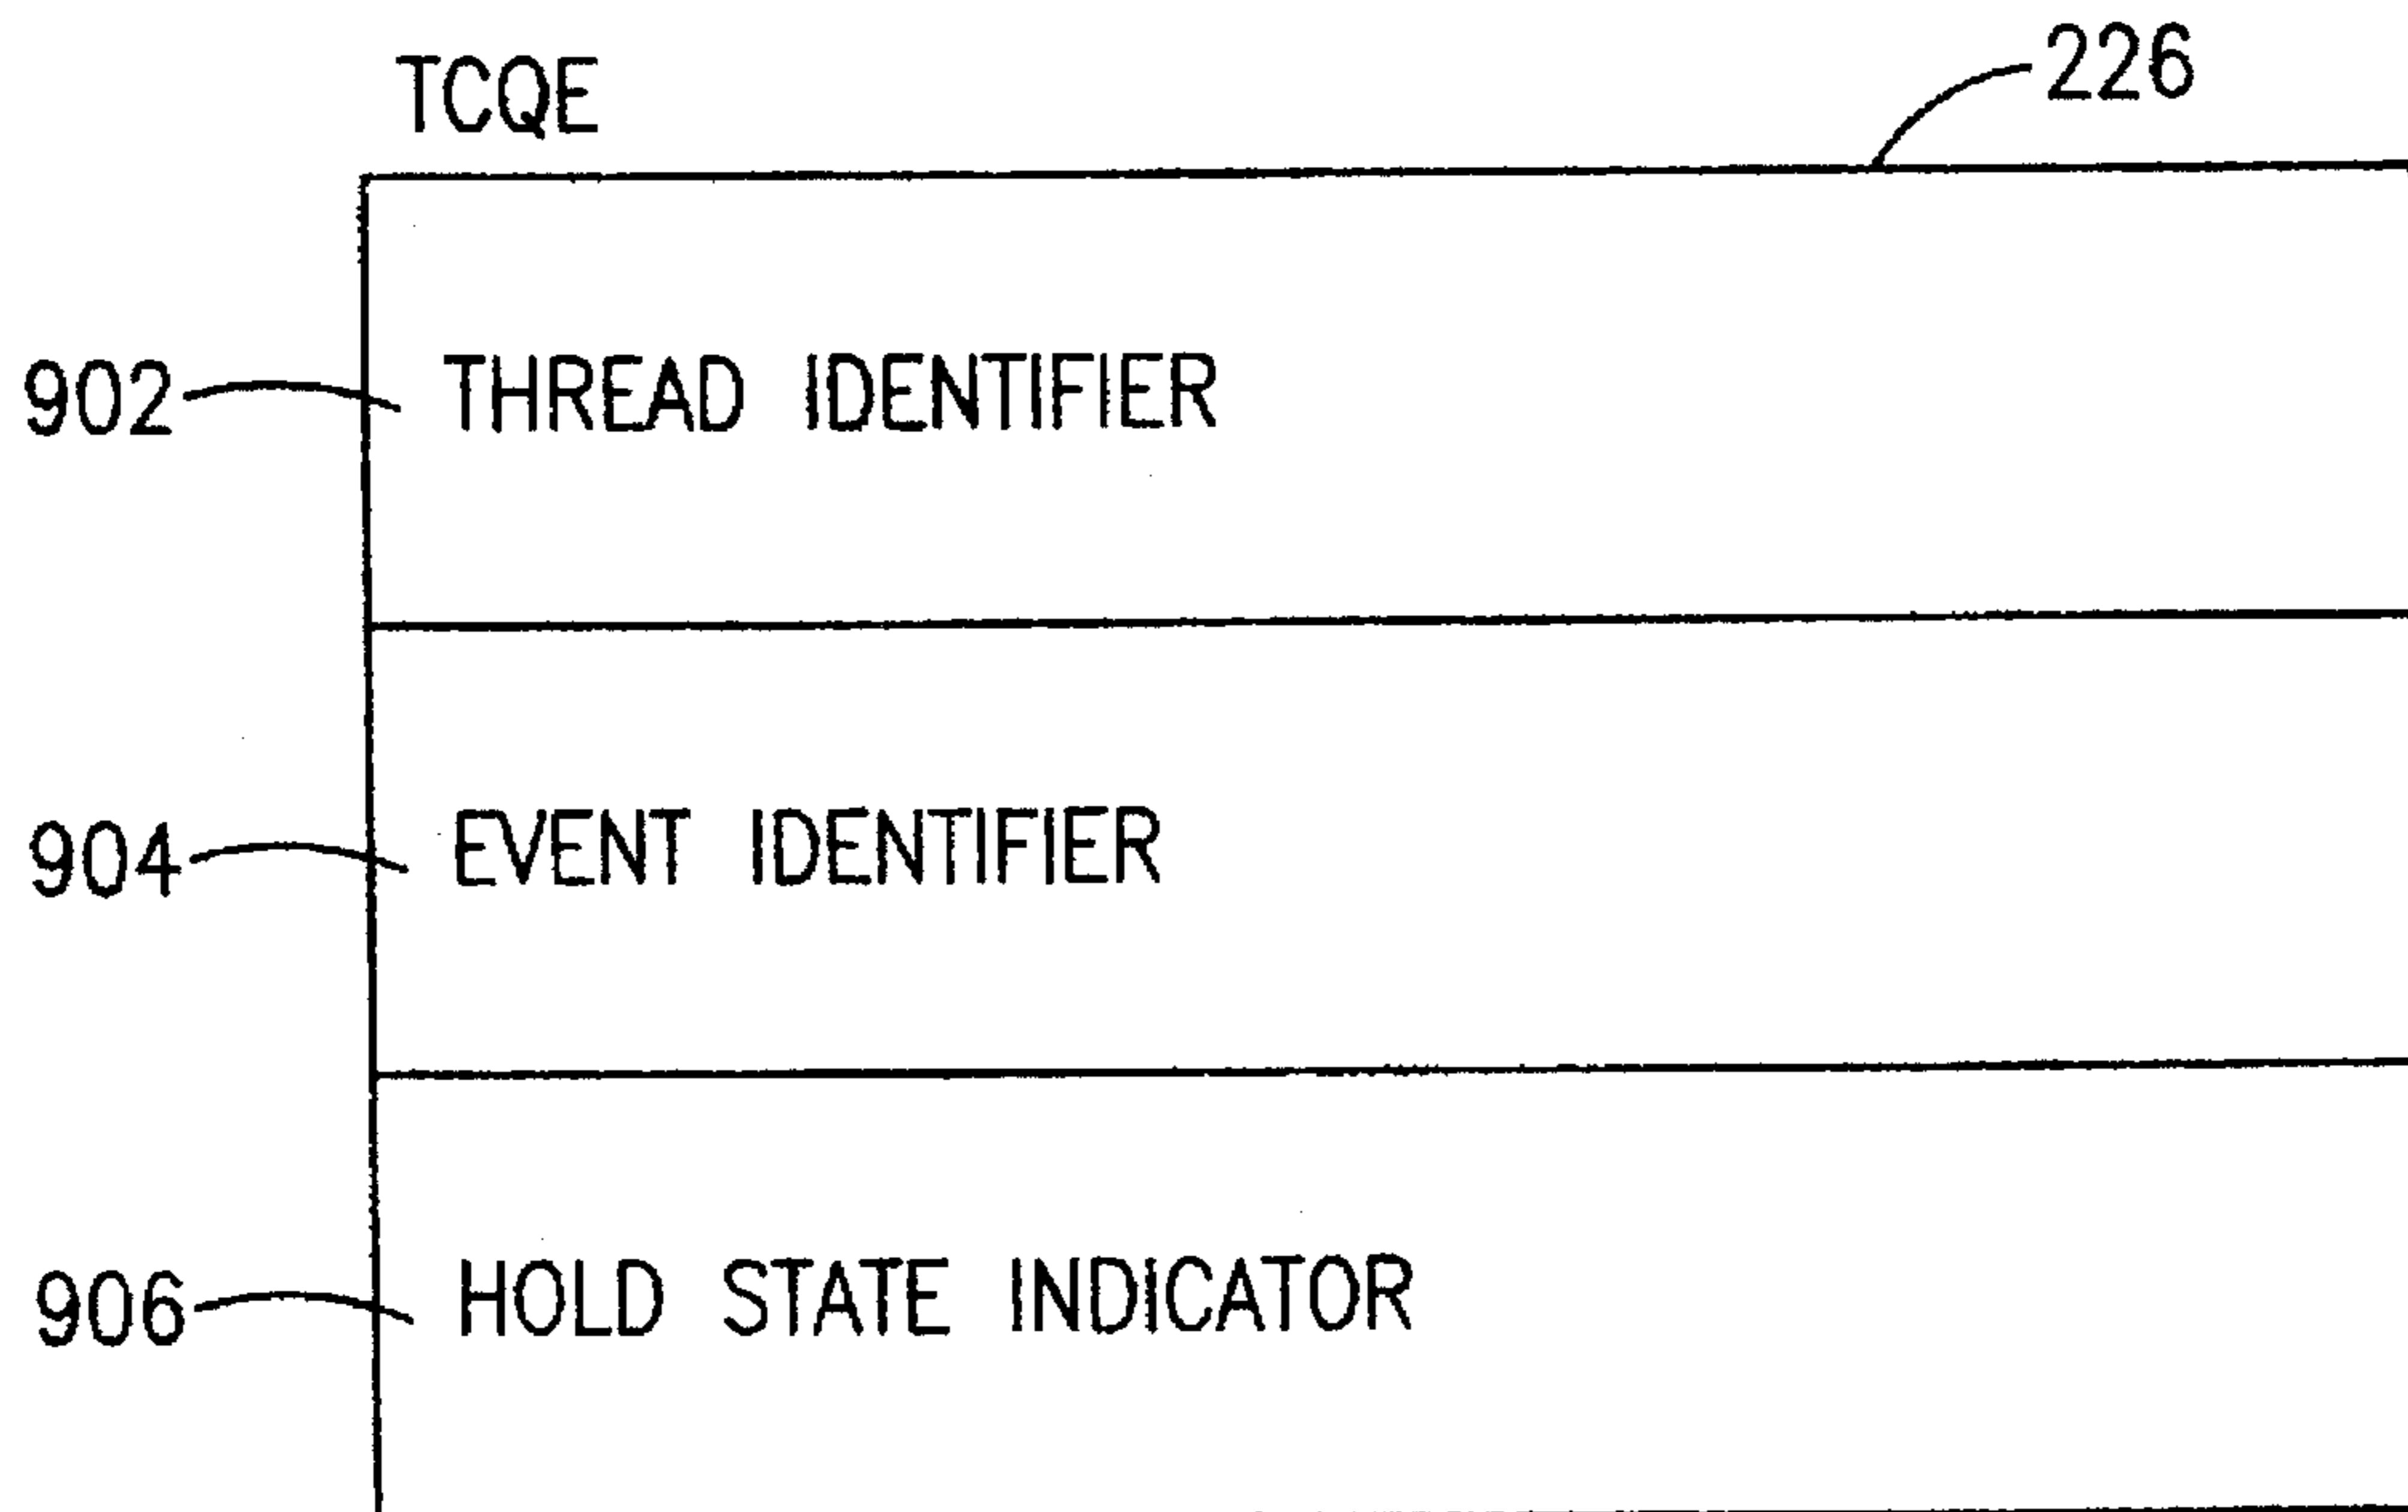 TCQE 226
902 THREAD IDENTIFIER
904 EVENT IDENTIFIER
906 HOLD STATE INDICATOR